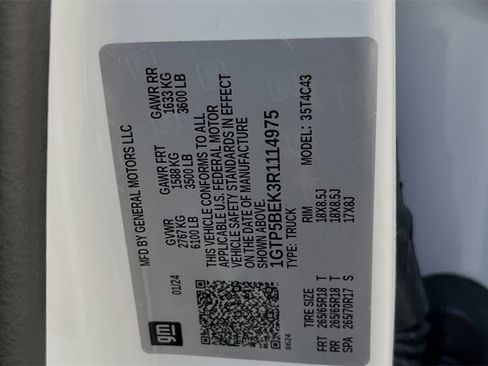 MFD BY GENERAL MOTORS LLC
gm
01/24
GVWR
2767 KG
6100 LB
GAWR FRT
1588 KG
3500 LB
GAWR RR
1633 KG
3600 LB
THIS VEHICLE CONFORMS TO ALL
APPLICABLE U.S. FEDERAL MOTOR
VEHICLE SAFETY STANDARDS IN EFFECT
ON THE DATE OF MANUFACTURE
SHOWN ABOVE.
1GTP5BEK3R1114975
TYPE: TRUCK
8624
35T4C43
TIRE SIZE RIM
FRT 265/65R18 T 18X8.5J
RR 265/65R18 T 18X8.5J
SPA 265/70R17 S 17X8J